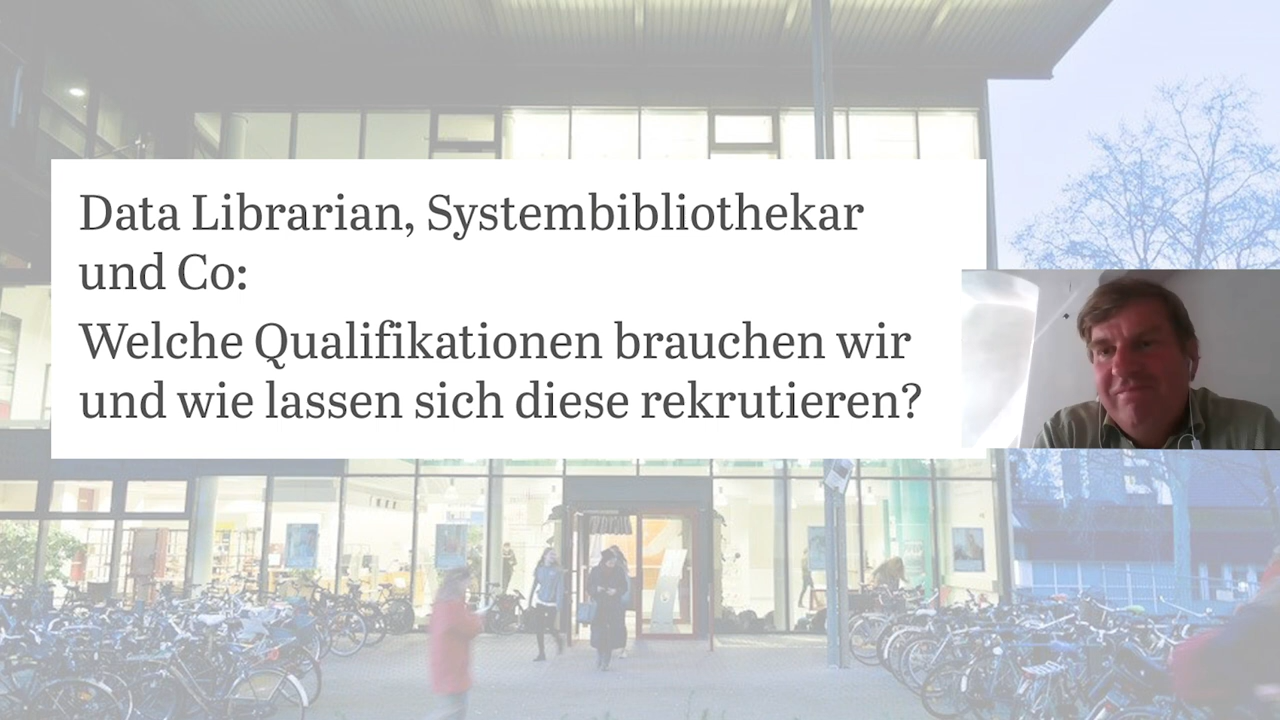 Data Librarian, Systembibliothekar
und Co:
Welche Qualifikationen brauchen wir
und wie lassen sich diese rekrutieren?